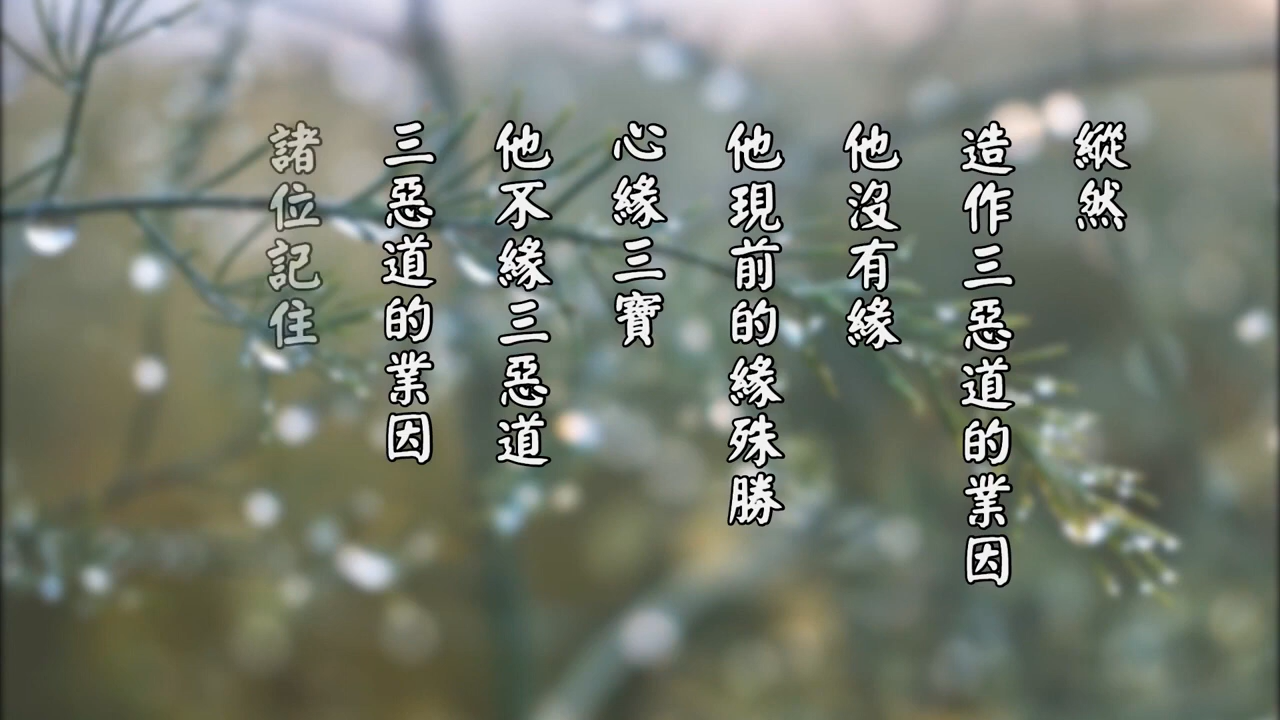 縱然
造作三惡道的業因
他沒有緣
他現前的緣殊勝
心緣三寶
他不緣三惡道
三惡道的業因
諸位記住